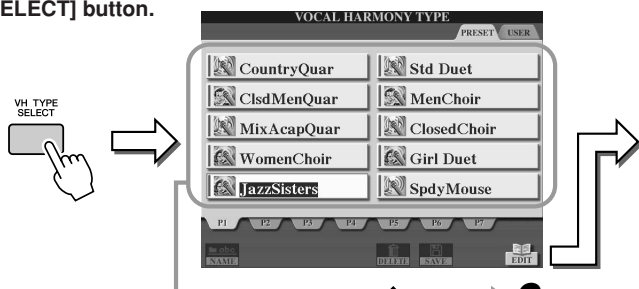 ELECT] button.
VOCAL HARMONY TYPE
PRESET USER
CountryQuar Std Duet
ClsdMenQuar MenChoir
MixAcapQuar ClosedChoir
WomenChoir Girl Duet
JazzSisters SpdyMouse
VH TYPE
SELECT
P1 P2 P3 P4 P5 P6 P7
abc
NAME DELETE SAVE EDIT